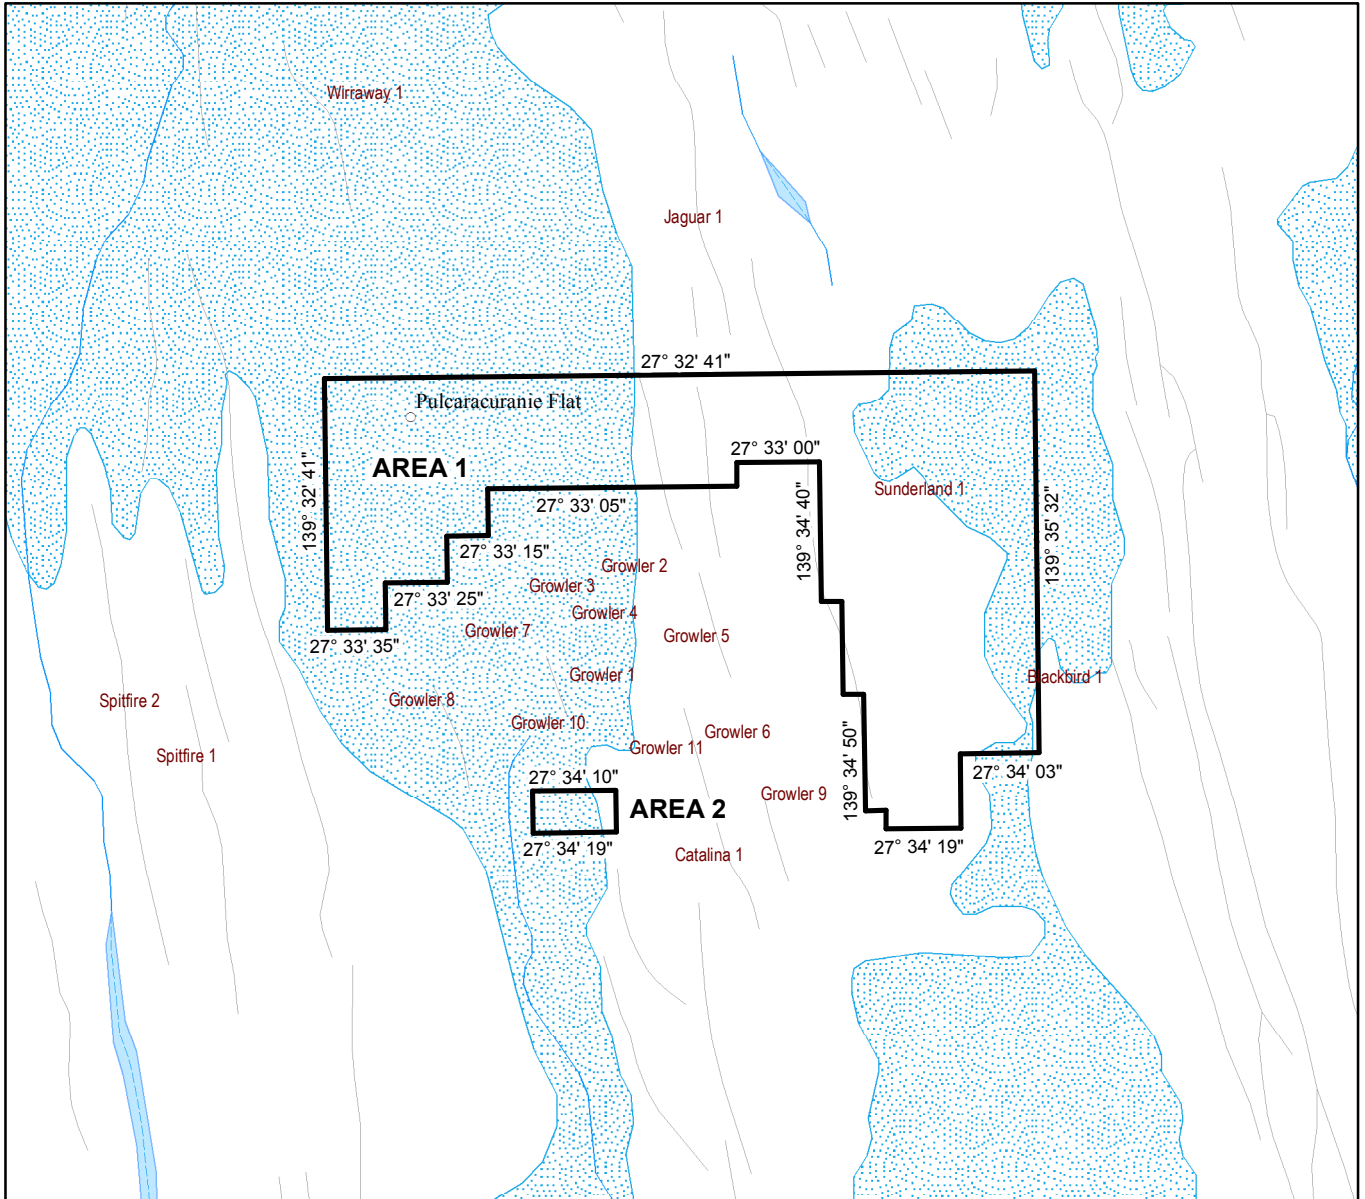 Wirraway 1
Jaguar 1
27° 32' 41"
Pulcaracuranie Flat
27° 33' 00"
AREA 1
139° 32' 41"
139° 34' 40"
Sunderland 1
139° 35' 32"
27° 33' 05"
27° 33' 15"
Growler 2
Growler 3
27° 33' 25"
Growler 4
Growler 7
Growler 5
27° 33' 35"
Growler 1
Blackbird 1
Spitfire 2
Growler 8
Growler 10
Growler 6
Growler 11
Spitfire 1
27° 34' 10"
27° 34' 03"
139° 34' 50"
Growler 9
AREA 2
27° 34' 19"
27° 34' 19"
Catalina 1